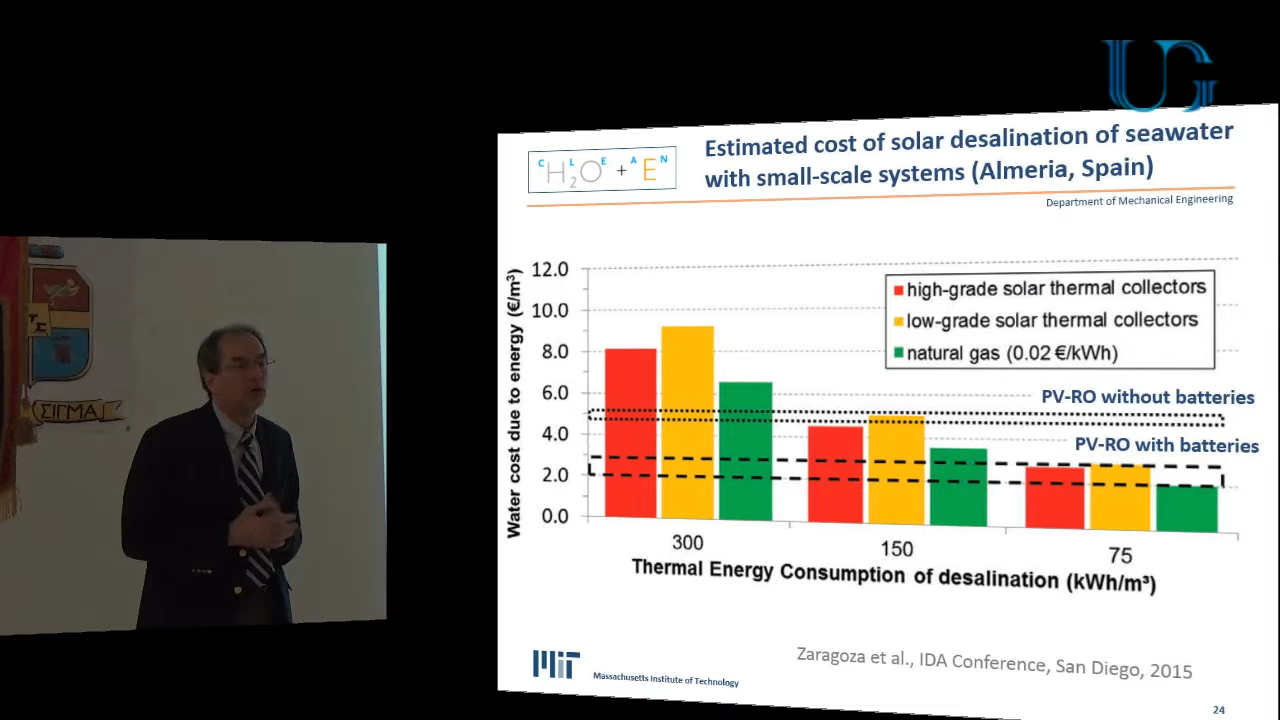 UG
C L E A N
H2O + E
Estimated cost of solar desalination of seawater
with small-scale systems (Almeria, Spain)
Department of Mechanical Engineering
Water cost due to energy (€/m³)
12.0
10.0
8.0
6.0
4.0
2.0
0.0
high-grade solar thermal collectors
low-grade solar thermal collectors
natural gas (0.02 €/kWh)
PV-RO without batteries
PV-RO with batteries
300
150
75
Thermal Energy Consumption of desalination (kWh/m³)
ΣΙΓΜΑ
Zaragoza et al., IDA Conference, San Diego, 2015
MIT
Massachusetts Institute of Technology
24